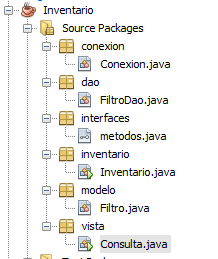 Inventario
Source Packages
conexion
Conexion.java
dao
FiltroDao.java
interfaces
metodos.java
inventario
Inventario.java
modelo
Filtro.java
vista
Consulta.java